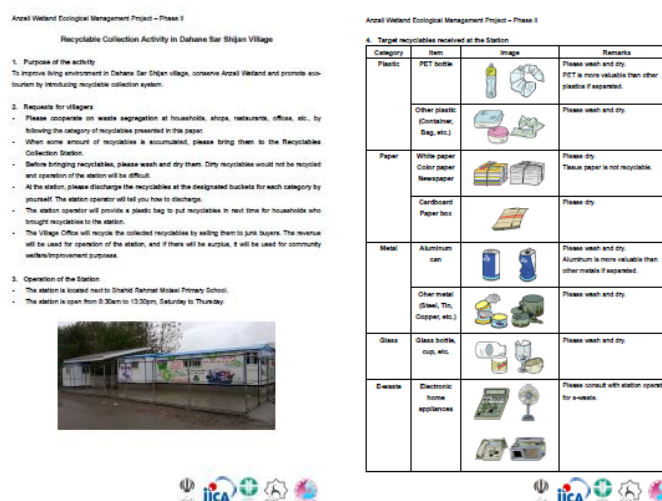 Anzali Wetland Ecological Management Project – Phase II
Recyclable Collection Activity in Dahane Sar Shijan Village
1. Purpose of the activity
To improve living environment in Dahane Sar Shijan village, conserve Anzali Wetland and promote eco-
tourism by introducing recyclable collection system.
2. Requests for villagers
- Please cooperate on waste segregation at households, shops, restaurants, offices, etc., by
following the category of recyclables presented in this paper.
- When some amount of recyclables is accumulated, please bring them to the Recyclables
Collection Station.
- Before bringing recyclables, please wash and dry them. Dirty recyclables would not be recycled
and operation of the station will be difficult.
- At the station, please discharge the recyclables at the designated buckets for each category by
yourself. The station operator will tell you how to discharge.
- The station operator will provide a plastic bag to put recyclables in next time for households who
brought recyclables to the station.
- The Village Office will recycle the collected recyclables by selling them to junk buyers. The revenue
will be used for operation of the station, and if there will be surplus, it will be used for community
welfare/improvement purposes.
3. Operation of the Station
- The station is located next to Shahid Rahmat Molaei Primary School.
- The station is open from 8:30am to 13:30pm, Saturday to Thursday.
JICA
Anzali Wetland Ecological Management Project – Phase II
4. Target recyclables received at the Station
Category Item Image Remarks
Plastic PET bottle Please wash and dry.
PET is more valuable than other
plastics if separated.
Other plastic Please wash and dry.
(Container,
Bag, etc.)
Paper White paper Please dry.
Color paper Tissue paper is not recyclable.
Newspaper
Cardboard Please dry.
Paper box
Metal Aluminum Please wash and dry.
can Aluminum is more valuable than
other metals if separated.
Oher metal Please wash and dry.
(Steel, Tin,
Copper, etc.)
Glass Glass bottle, Please wash and dry.
cup, etc.
E-waste Electronic Please consult with station operat
home for e-waste.
appliances
JICA